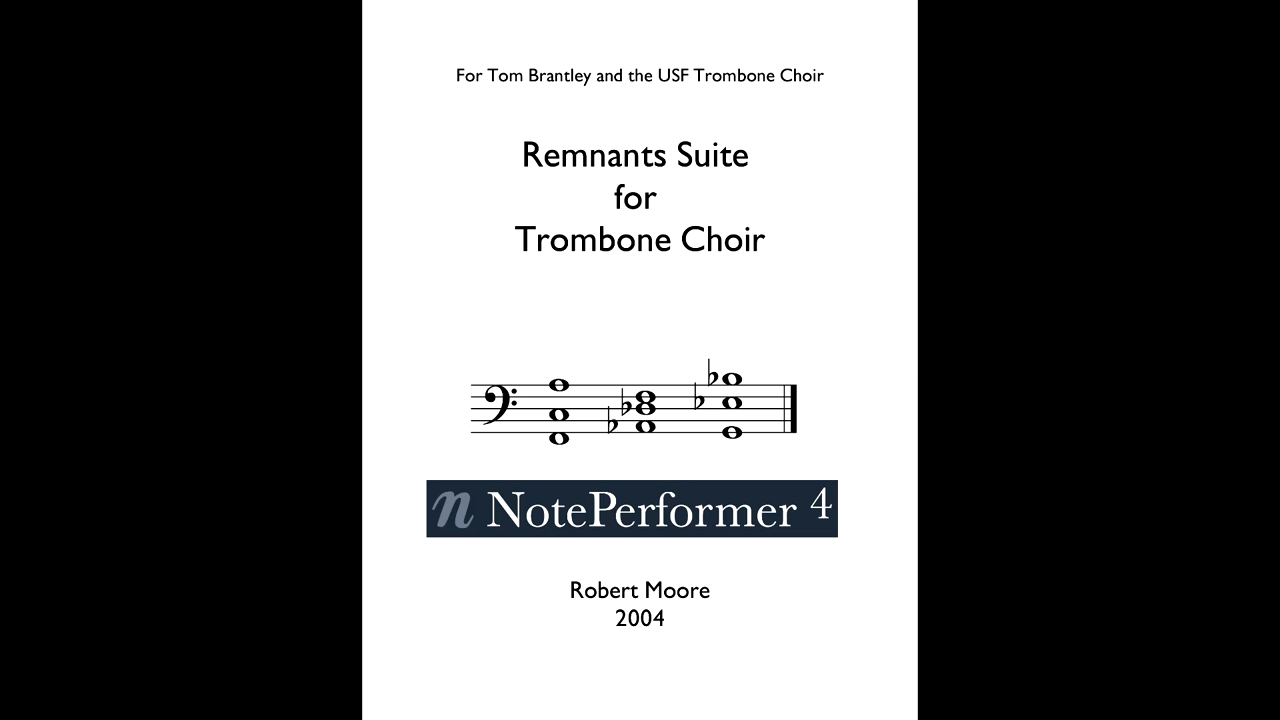 For Tom Brantley and the USF Trombone Choir
Remnants Suite
for
Trombone Choir
n NotePerformer 4
Robert Moore
2004